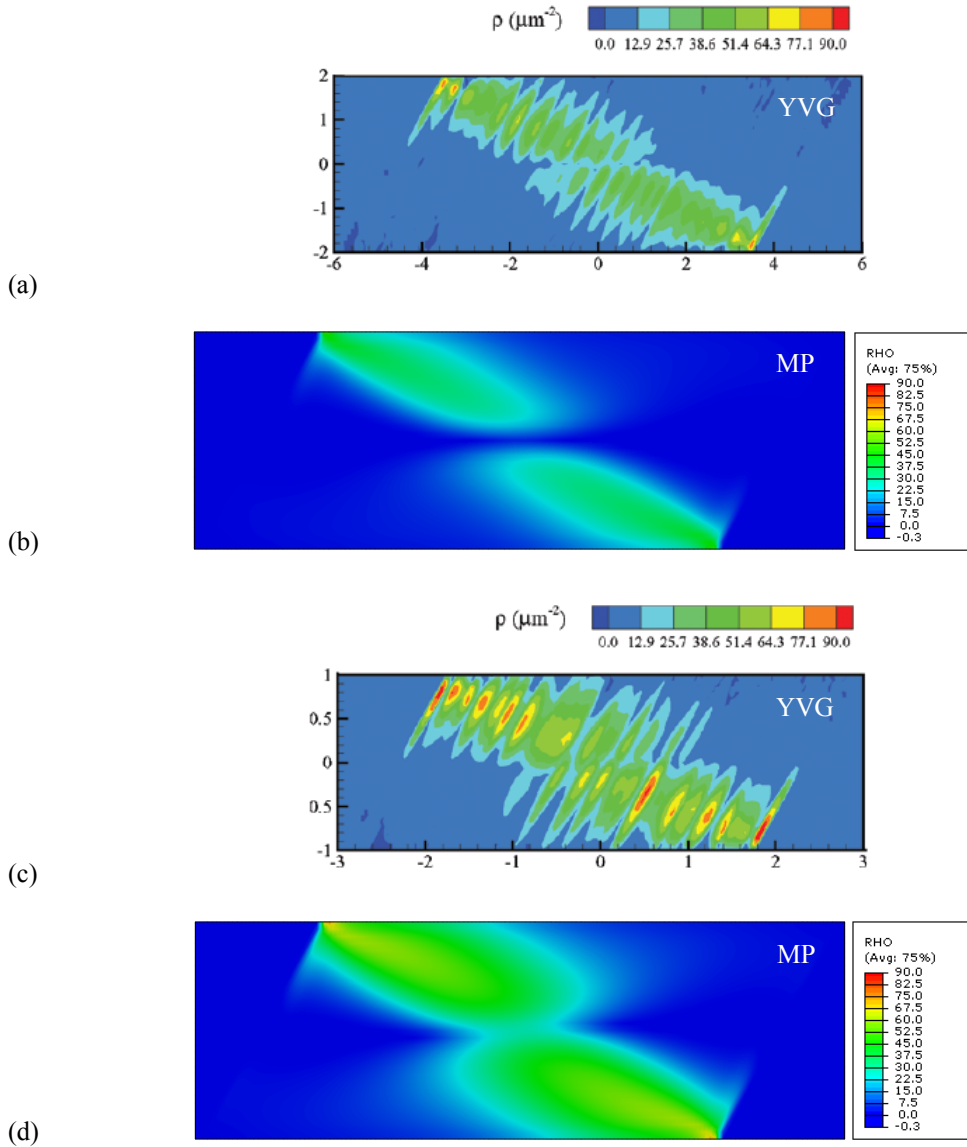 ρ (μm-2)
0.0 12.9 25.7 38.6 51.4 64.3 77.1 90.0
YVG
2
1
0
-1
-2
-6 -4 -2 0 2 4 6
(a)
MP
RHO
(Avg: 75%)
90.0
82.5
75.0
67.5
60.0
52.5
45.0
37.5
30.0
22.5
15.0
7.5
0.0
-0.3
(b)
ρ (μm-2)
0.0 12.9 25.7 38.6 51.4 64.3 77.1 90.0
YVG
1
0.5
0
0.5
-1
-3 -2 -1 0 1 2 3
(c)
MP
RHO
(Avg: 75%)
90.0
82.5
75.0
67.5
60.0
52.5
45.0
37.5
30.0
22.5
15.0
7.5
0.0
-0.3
(d)